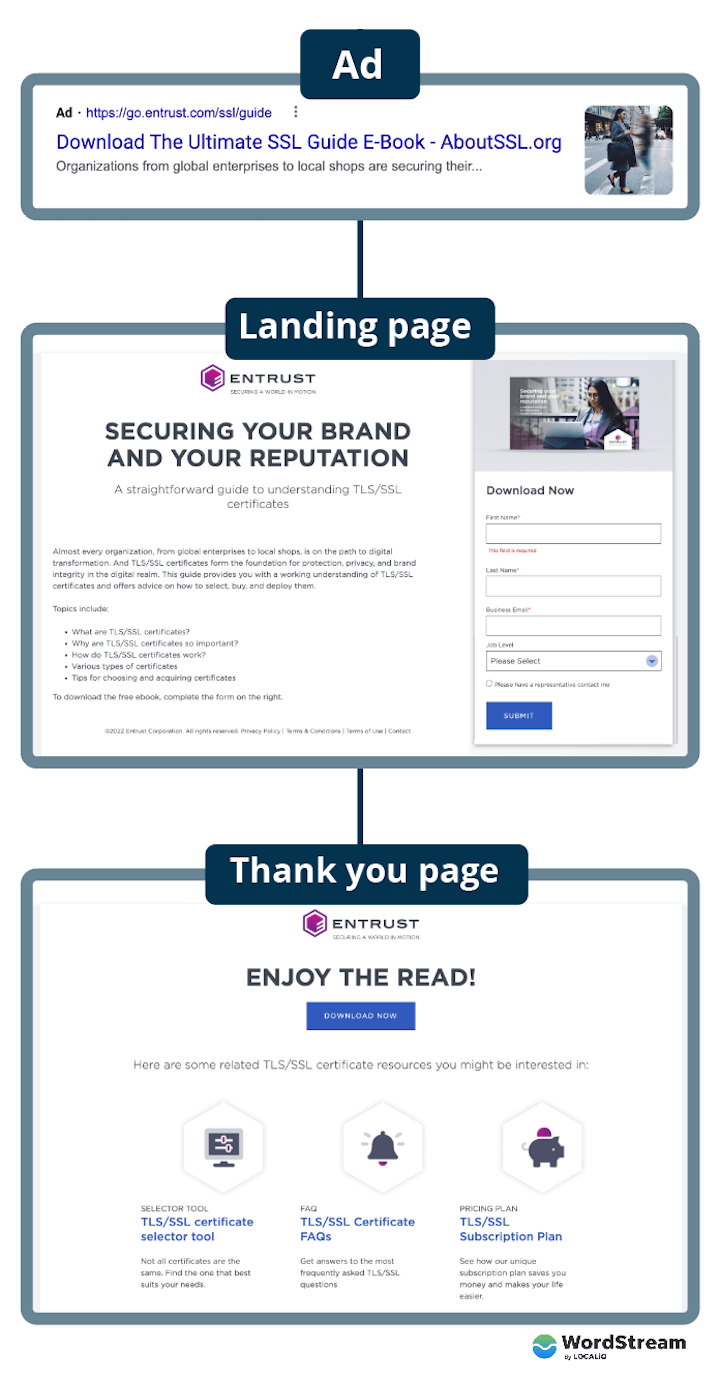 Ad
Ad · https://go.entrust.com/ssl/guide
Download The Ultimate SSL Guide E-Book - AboutSSL.org
Organizations from global enterprises to local shops are securing their...
Landing page
ENTRUST
SECURING A WORLD IN MOTION
SECURING YOUR BRAND
AND YOUR REPUTATION
A straightforward guide to understanding TLS/SSL
certificates
Almost every organization, from global enterprises to local shops, is on the path to digital
transformation. And TLS/SSL certificates form the foundation for protection, privacy, and brand
integrity in the digital realm. This guide provides you with a working understanding of TLS/SSL
certificates and offers advice on how to select, buy, and deploy them.
Topics include:
• What are TLS/SSL certificates?
• Why are TLS/SSL certificates so important?
• How do TLS/SSL certificates work?
• Various types of certificates
• Tips for choosing and acquiring certificates
To download the free ebook, complete the form on the right.
©2022 Entrust Corporation. All rights reserved. Privacy Policy | Terms & Conditions | Terms of Use | Contact
Securing your
brand and your
reputation
ENTRUST
Download Now
First Name*
This field is required
Last Name*
Business Email*
Job Level
Please Select
Please have a representative contact me.
SUBMIT
Thank you page
ENTRUST
SECURING A WORLD IN MOTION
ENJOY THE READ!
DOWNLOAD NOW
Here are some related TLS/SSL certificate resources you might be interested in:
SELECTOR TOOL
TLS/SSL certificate
selector tool
Not all certificates are the
same. Find the one that best
suits your needs.
FAQ
TLS/SSL Certificate
FAQs
Get answers to the most
frequently asked TLS/SSL
questions
PRICING PLAN
TLS/SSL
Subscription Plan
See how our unique
subscription plan saves you
money and makes your life
easier.
WordStream
By LOCALiQ